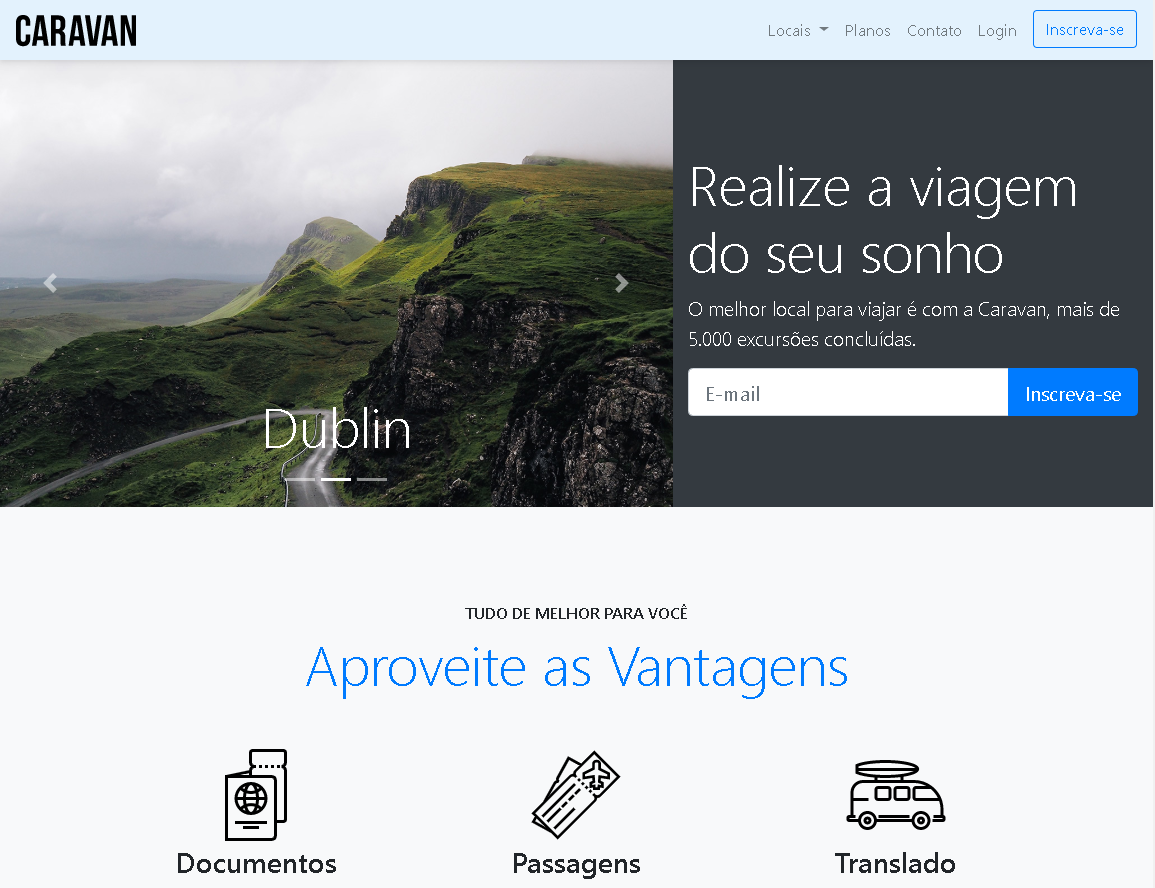 CARAVAN
Locais Planos Contato Login Inscreva-se
Dublin
Realize a viagem
do seu sonho
O melhor local para viajar é com a Caravan, mais de
5.000 excursões concluídas.
E-mail Inscreva-se
TUDO DE MELHOR PARA VOCÊ
Aproveite as Vantagens
Documentos Passagens Translado